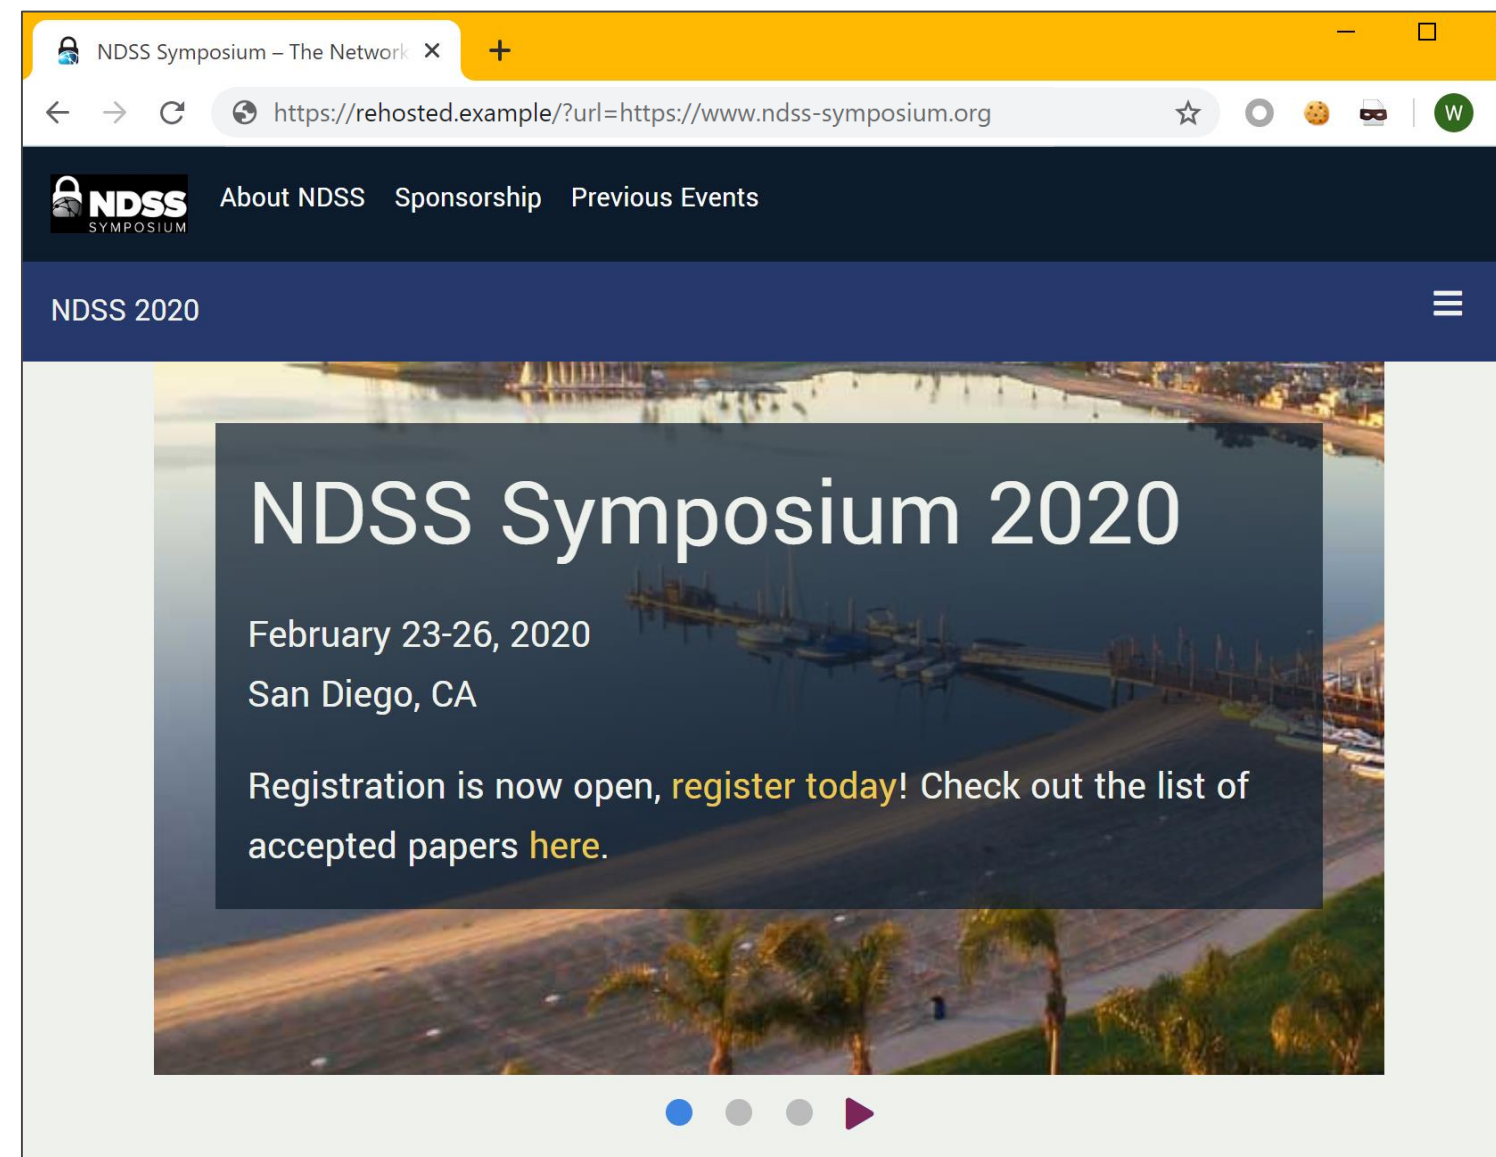 NDSS Symposium – The Network
https://rehosted.example/?url=https://www.ndss-symposium.org
W
NDSS
SYMPOSIUM
About NDSS Sponsorship Previous Events
NDSS 2020
NDSS Symposium 2020
February 23-26, 2020
San Diego, CA
Registration is now open, register today! Check out the list of
accepted papers here.